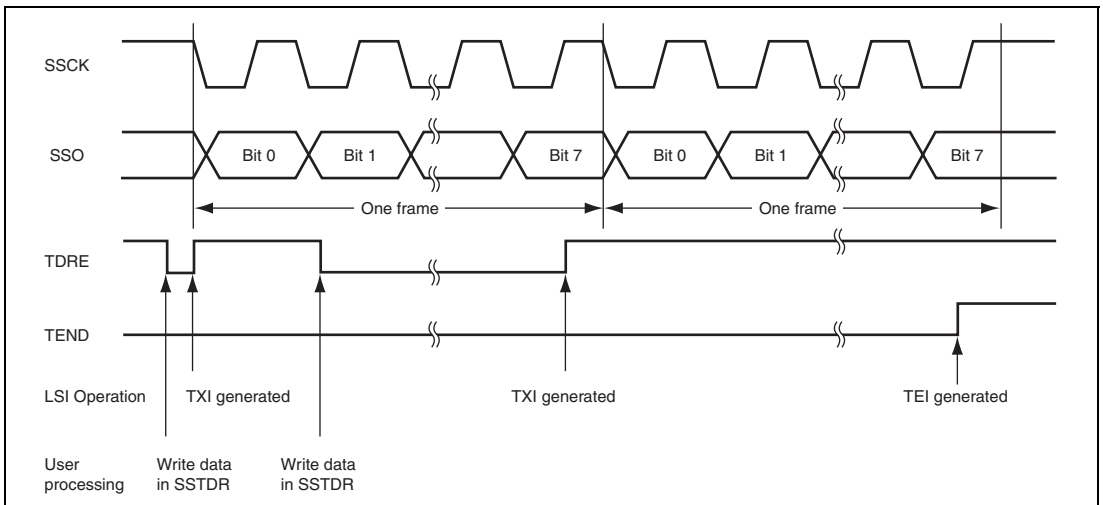 SSCK
SSO Bit 0 Bit 1 Bit 7 Bit 0 Bit 1 Bit 7
One frame One frame
TDRE
TEND
LSI Operation TXI generated TXI generated TEI generated
User Write data Write data
processing in SSTDR in SSTDR